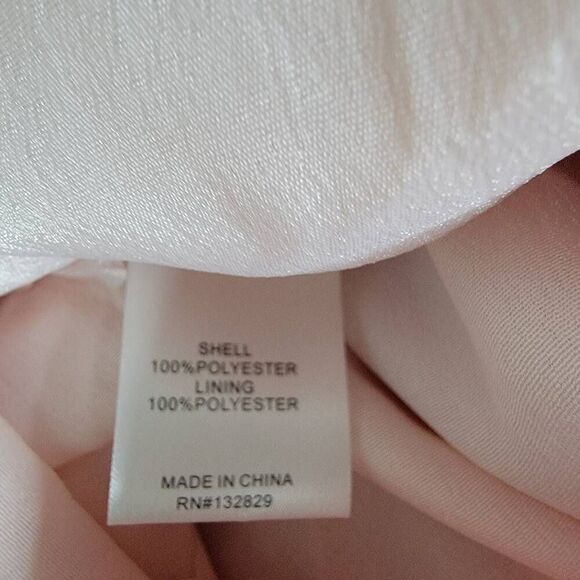 SHELL
100%POLYESTER
LINING
100%POLYESTER
MADE IN CHINA
RN#132829